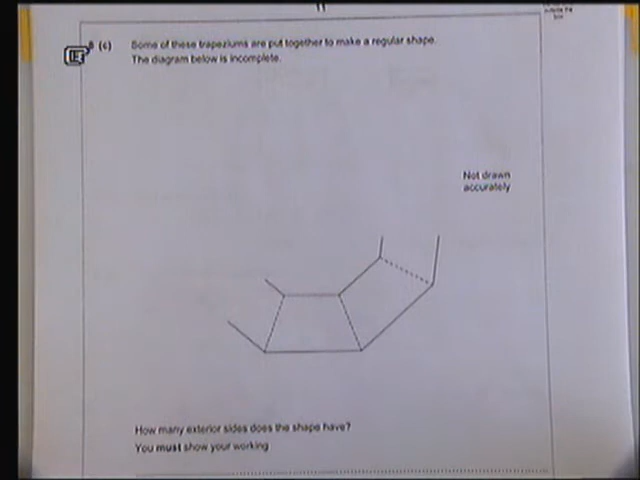 11
(c) Some of these trapeziums are put together to make a regular shape.
The diagram below is incomplete.
Not drawn
accurately
How many exterior sides does the shape have?
You must show your working